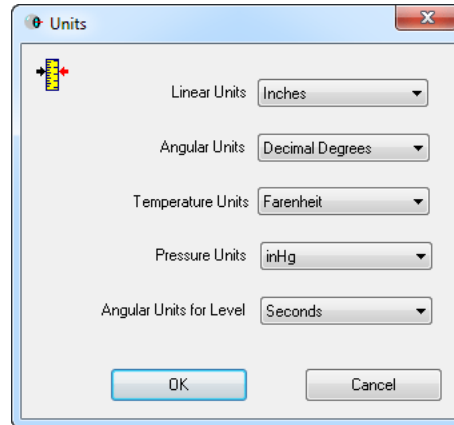 Units
Linear Units Inches
Angular Units Decimal Degrees
Temperature Units Farenheit
Pressure Units inHg
Angular Units for Level Seconds
OK Cancel